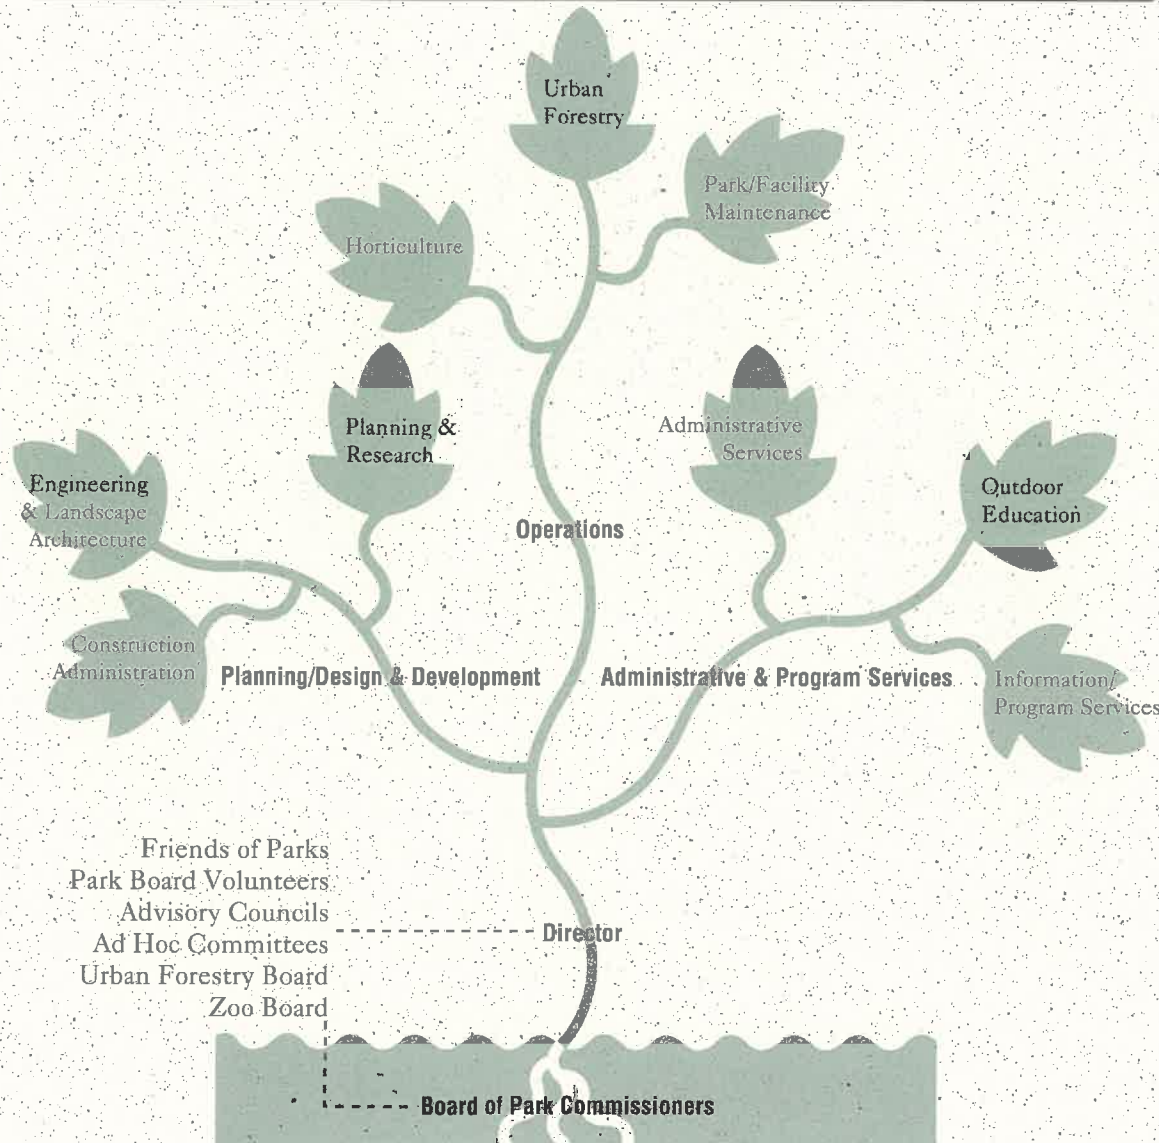 Urban
Forestry
Park/Facility
Maintenance
Horticulture
Planning &
Research
Administrative
Services
Engineering
& Landscape
Architecture
Outdoor
Education
Operations
Construction
Administration
Planning/Design & Development
Administrative & Program Services
Information/
Program Services
Friends of Parks
Park Board Volunteers
Advisory Councils
Ad Hoc Committees
Urban Forestry Board
Zoo Board
Director
Board of Park Commissioners